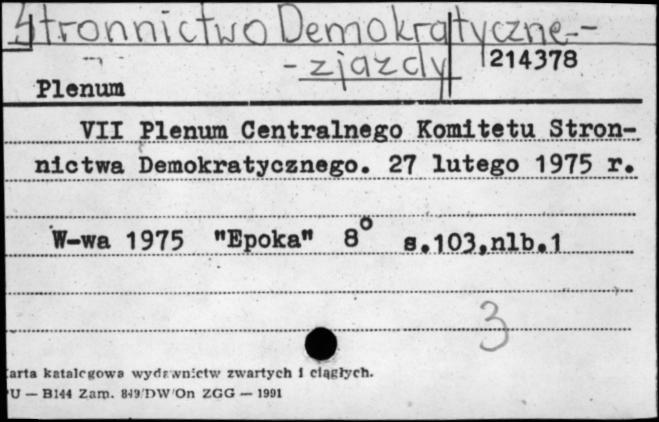 Stronnictwo Demokratyczne--
- zjazdy 214378
Plenum
VII Plenum Centralnego Komitetu Stron-
nictwa Demokratycznego. 27 lutego 1975 r.
W-wa 1975 "Epoka" 8° s.103,nlb.1
3
arta katalogowa wydawnictw zwartych i ciągłych.
U — B144 Zam. 849/DW/On ZGG — 1991